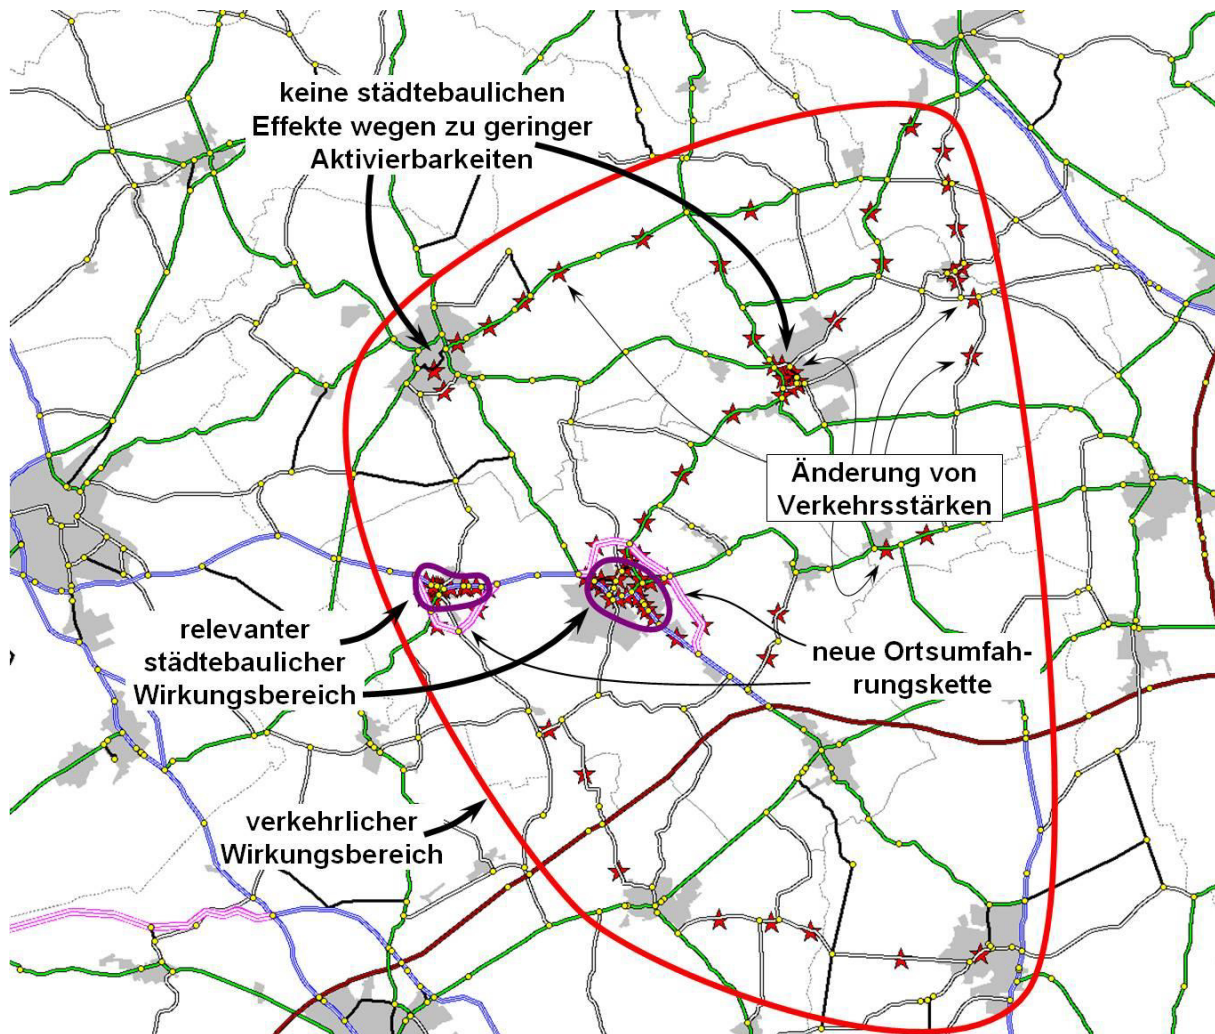 keine städtebaulichen
Effekte wegen zu geringer
Aktivierbarkeiten
Änderung von
Verkehrsstärken
relevanter
städtebaulicher
Wirkungsbereich
neue Ortsumfah-
rungskette
verkehrlicher
Wirkungsbereich